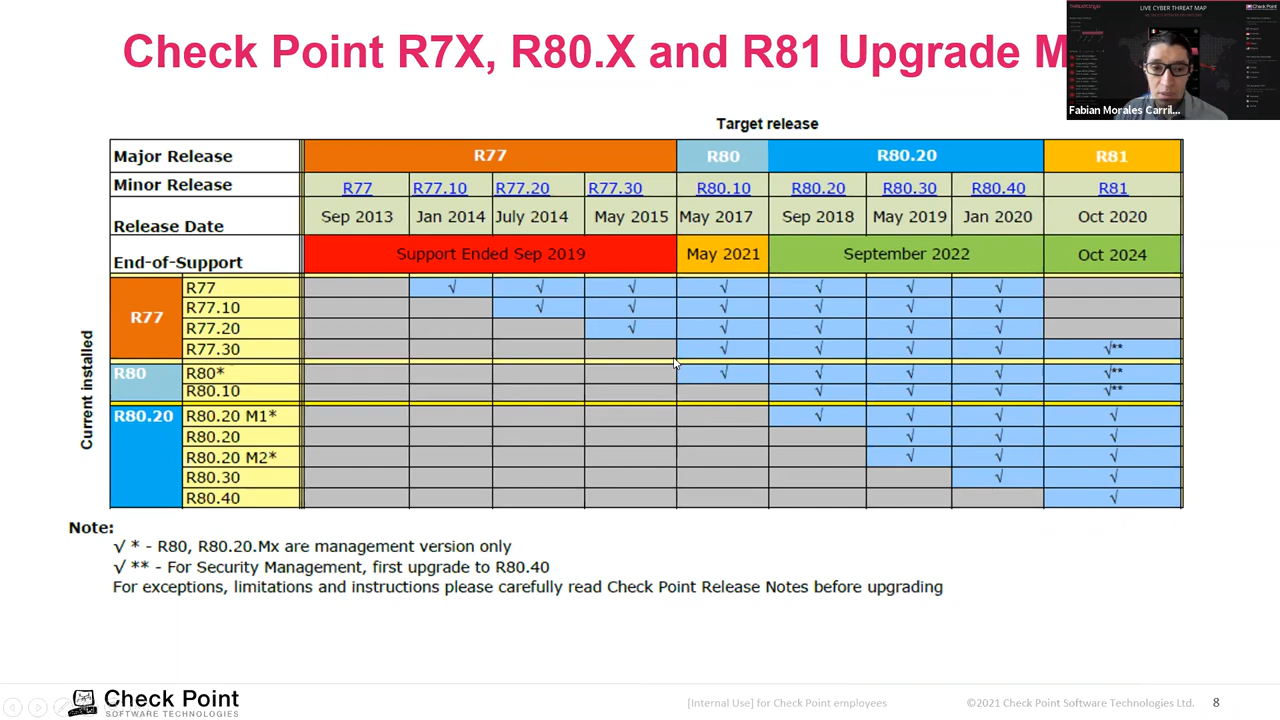 LIVE CYBER THREAT MAP
Check Point
Check Point R7X, R80.X and R81 Upgrade M
Fabian Morales Carril...
Target release
Major Release R77 R80 R80.20 R81
Minor Release R77 R77.10 R77.20 R77.30 R80.10 R80.20 R80.30 R80.40 R81
Release Date Sep 2013 Jan 2014 July 2014 May 2015 May 2017 Sep 2018 May 2019 Jan 2020 Oct 2020
End-of-Support Support Ended Sep 2019 May 2021 September 2022 Oct 2024
Current installed
R77
R77 √ √ √ √ √ √ √
R77.10 √ √ √ √ √ √
R77.20 √ √ √ √ √
R77.30 √ √ √ √ √**
R80
R80* √ √ √ √ √**
R80.10 √ √ √ √**
R80.20
R80.20 M1* √ √ √ √
R80.20 √ √ √
R80.20 M2* √ √ √
R80.30 √ √
R80.40 √
Note:
√ * - R80, R80.20.Mx are management version only
√ ** - For Security Management, first upgrade to R80.40
For exceptions, limitations and instructions please carefully read Check Point Release Notes before upgrading
Check Point
SOFTWARE TECHNOLOGIES
[Internal Use] for Check Point employees
©2021 Check Point Software Technologies Ltd.
8